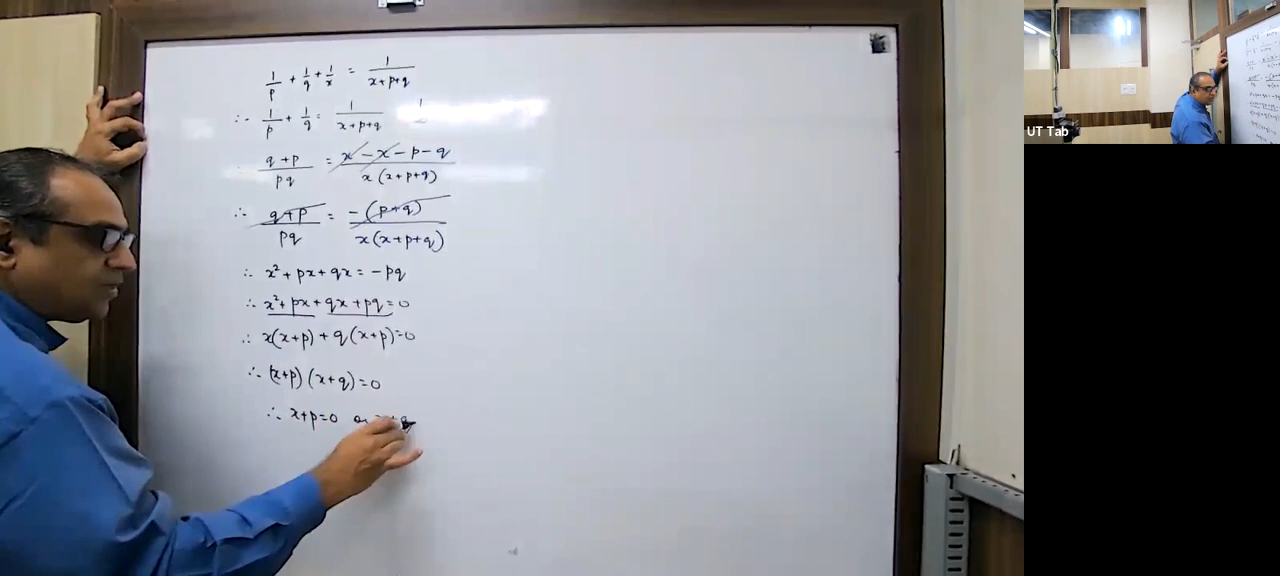 1/p + 1/q + 1/x = 1/(x+p+q)
∴ 1/p + 1/q = 1/(x+p+q) 1
(q+p)/pq = (x-x-p-q)/(x(x+p+q))
∴ (q+p)/pq = -(p+q)/(x(x+p+q))
∴ x²+px+qx=-pq
∴ x²+px+qx+pq=0
∴ x(x+p)+q(x+p)=0
∴ (x+p)(x+q)=0
∴ x+p=0 or
UT Tab